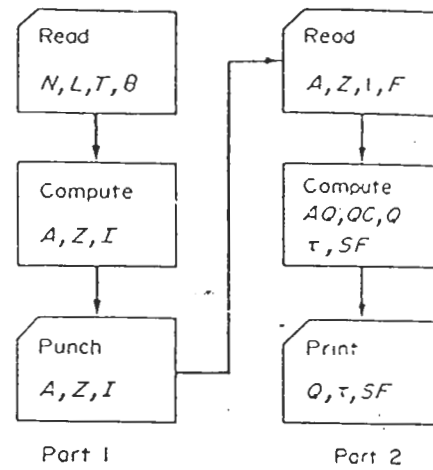 Read
N, L, T, θ
Compute
A, Z, I
Punch
A, Z, I
Part 1
Read
A, Z, I, F
Compute
AQ, QC, Q
τ, SF
Print
Q, τ, SF
Part 2